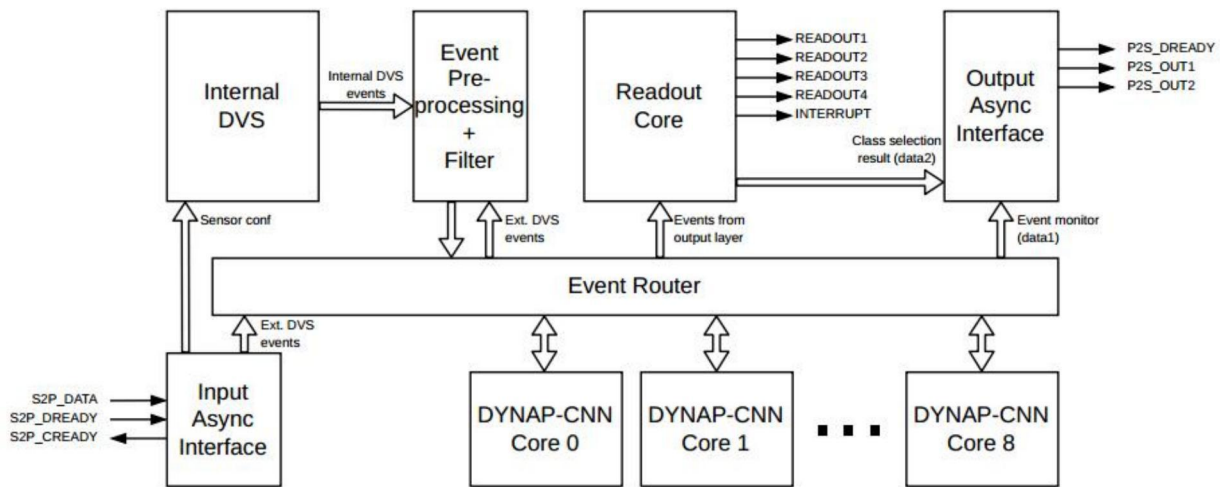 Internal
DVS
Internal DVS
events
Event
Pre-
processing
+
Filter
Readout
Core
READOUT1
READOUT2
READOUT3
READOUT4
INTERRUPT
Class selection
result (data2)
Output
Async
Interface
P2S_DREADY
P2S_OUT1
P2S_OUT2
Sensor conf
Ext. DVS
events
Events from
output layer
Event monitor
(data1)
Event Router
Ext. DVS
events
S2P_DATA
S2P_DREADY
S2P_CREADY
Input
Async
Interface
DYNAP-CNN
Core 0
DYNAP-CNN
Core 1
DYNAP-CNN
Core 8